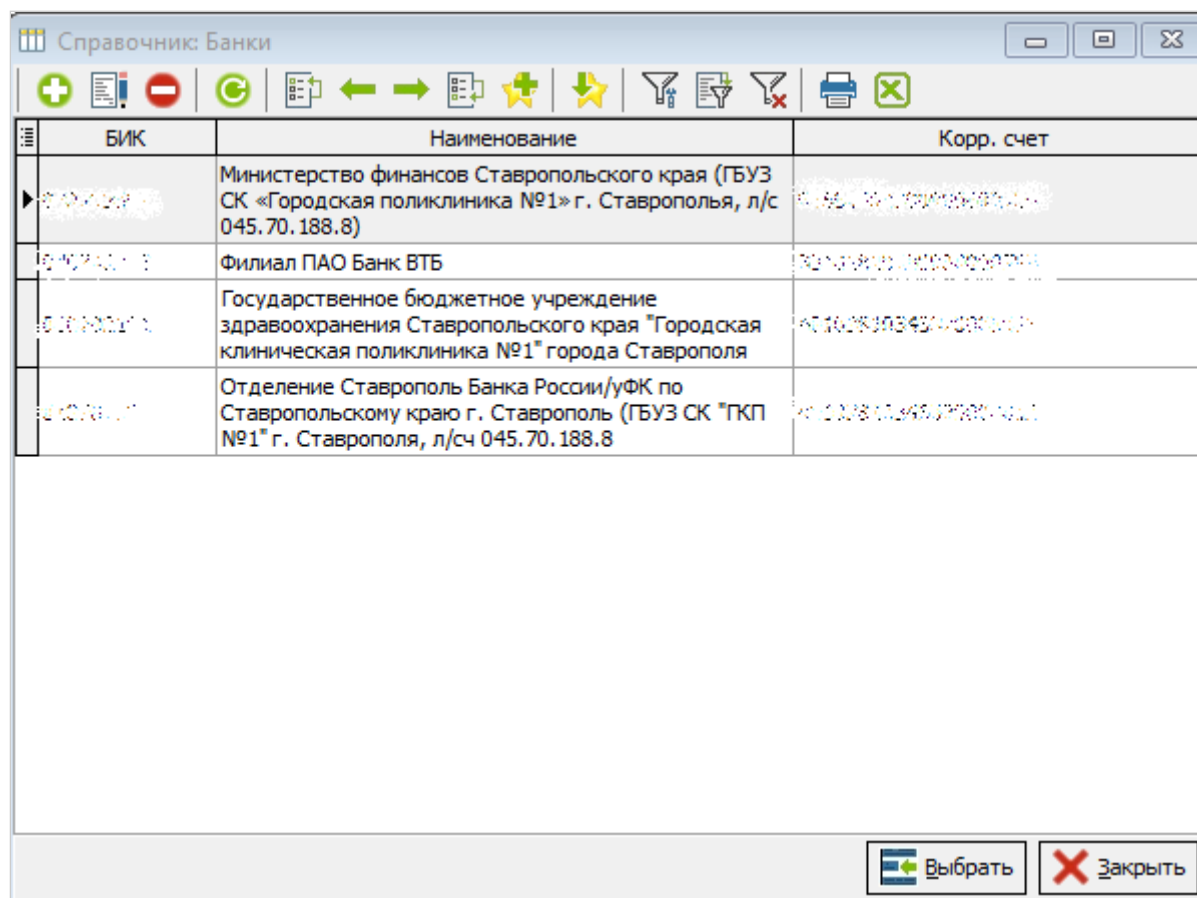 Справочник: Банки
БИК Наименование Корр. счет
Министерство финансов Ставропольского края (ГБУЗ
СК «Городская поликлиника №1» г. Ставрополья, л/с
045.70.188.8)
Филиал ПАО Банк ВТБ
Государственное бюджетное учреждение
здравоохранения Ставропольского края "Городская
клиническая поликлиника №1" города Ставрополя
Отделение Ставрополь Банка России/уФК по
Ставропольскому краю г. Ставрополь (ГБУЗ СК "ГКП
№1" г. Ставрополя, л/сч 045.70.188.8
Выбрать Закрыть